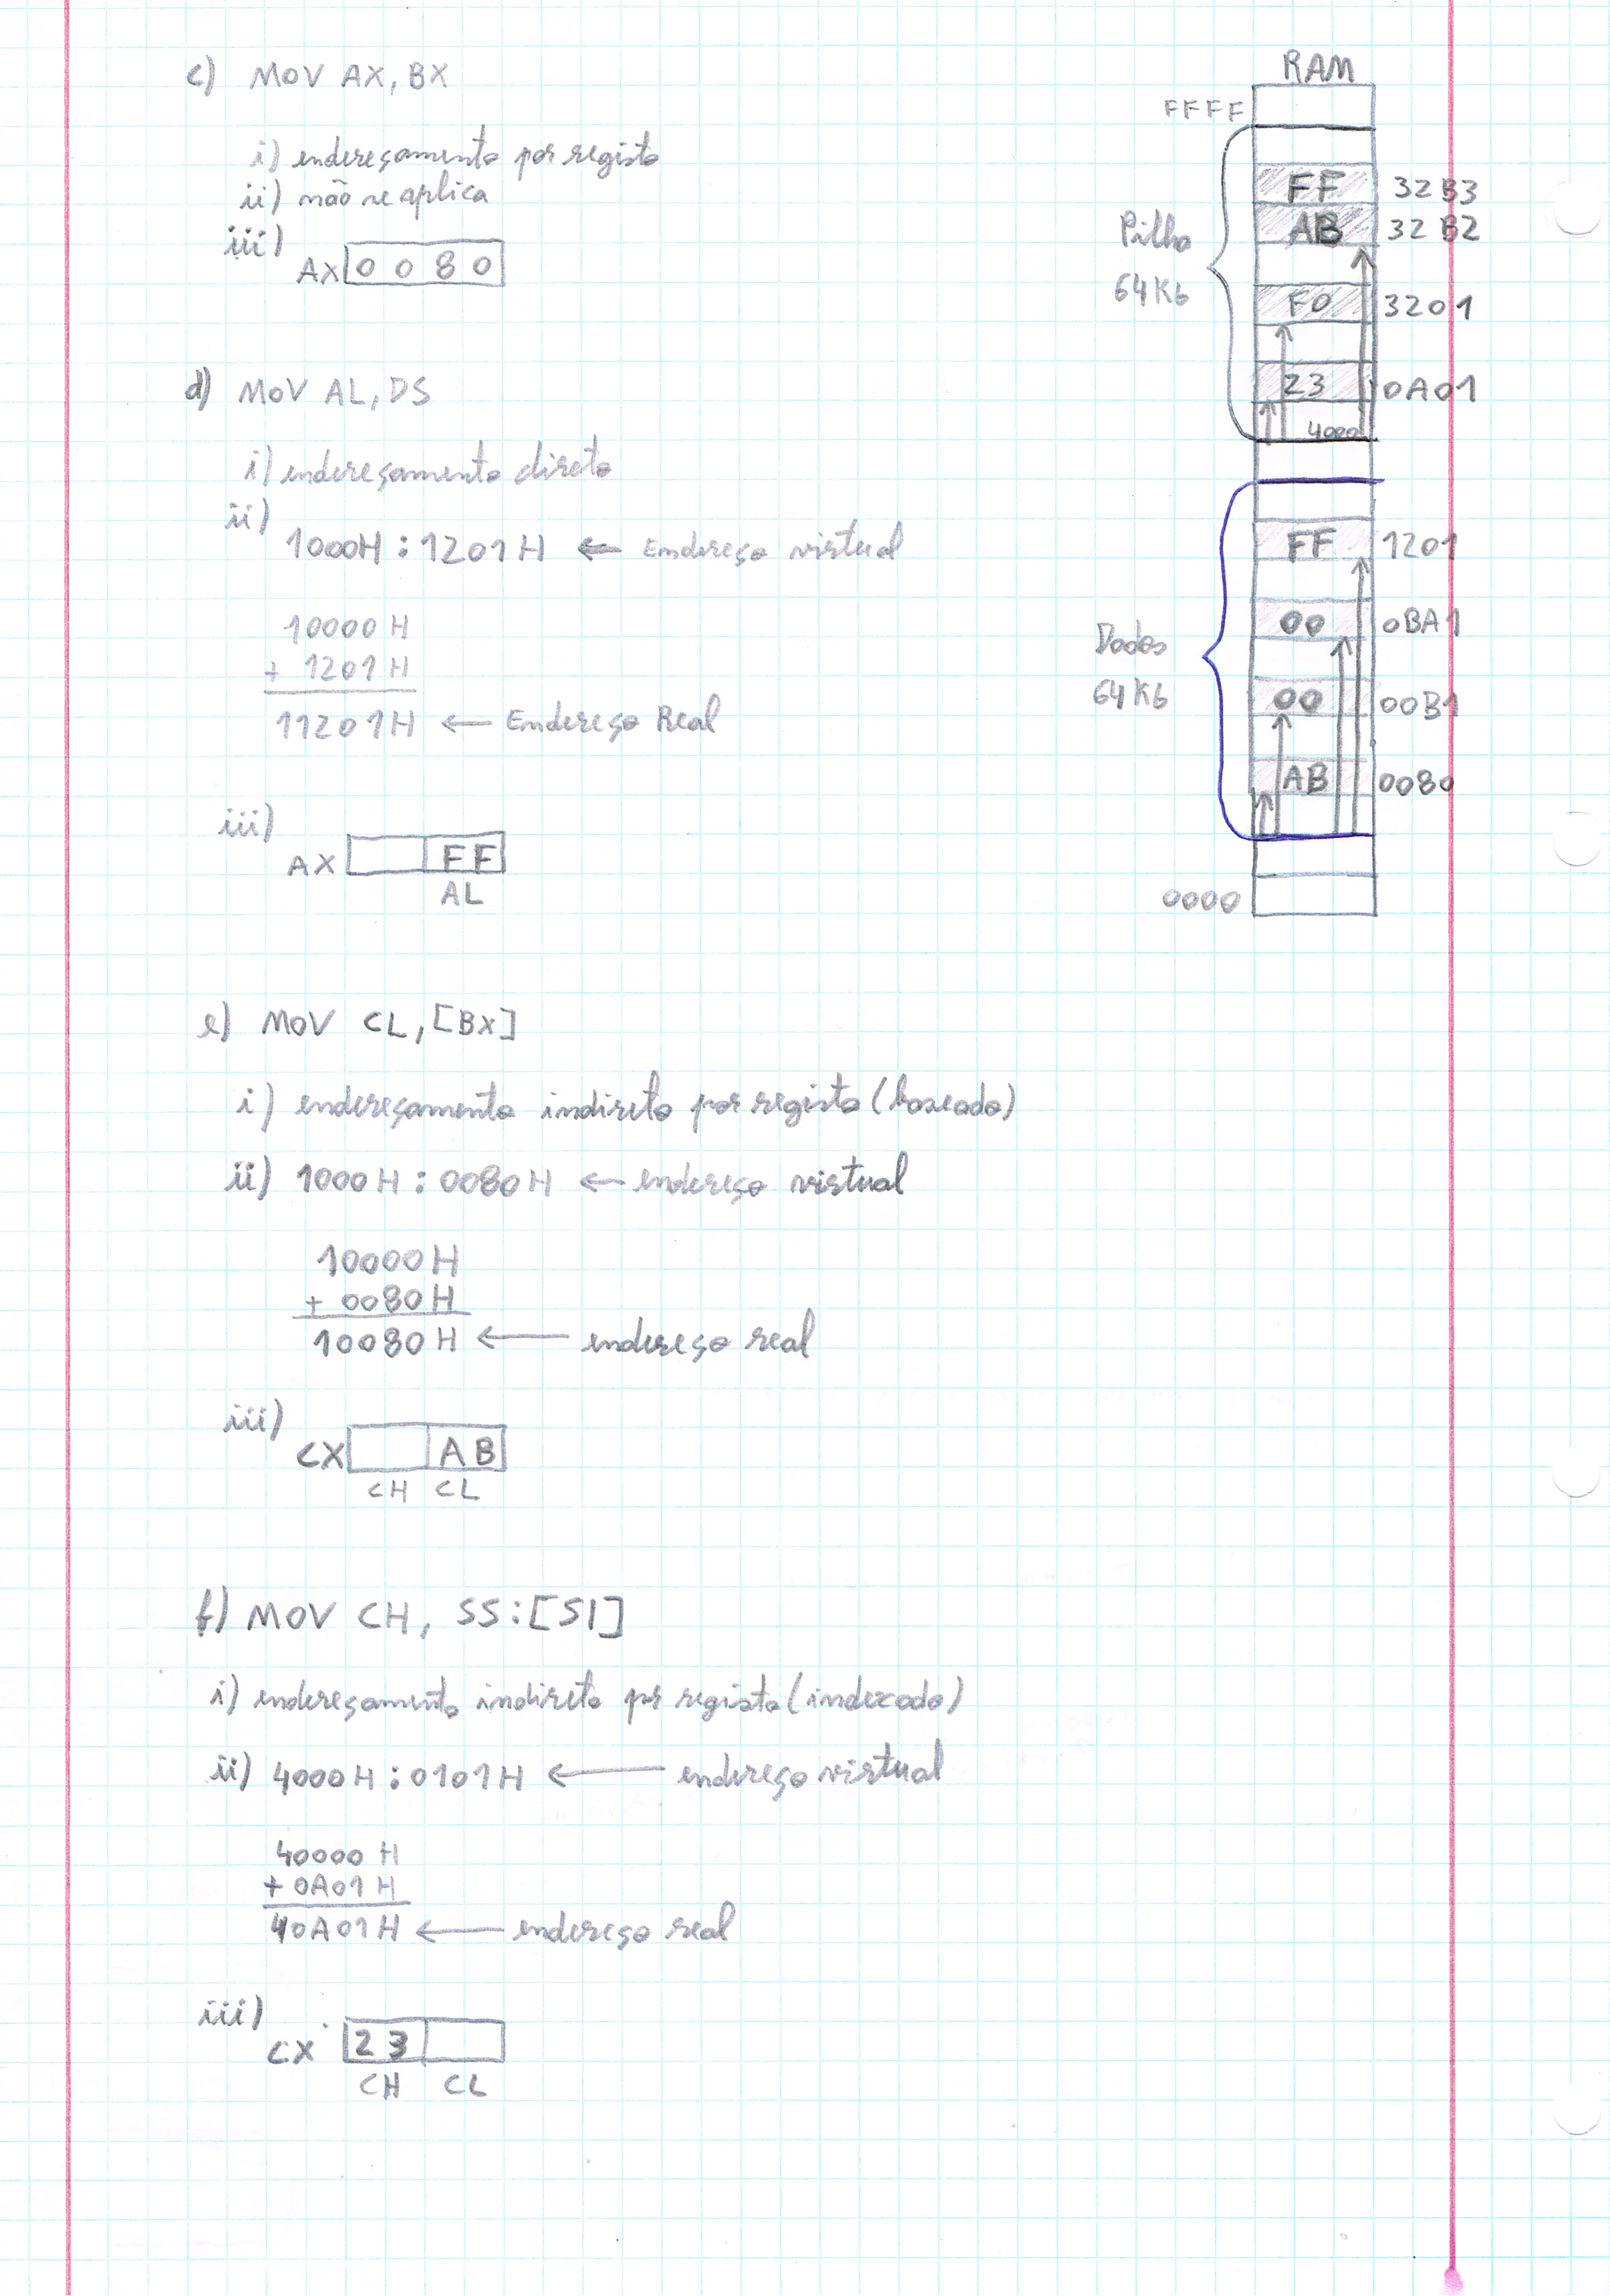 c) MOV AX, BX
i) endereçamento por registo
ii) não se aplica
iii)
AX 0 0 8 0
d) MOV AL, DS
i) endereçamento direto
ii)
1000H : 1201H ← Endereço virtual
10000 H
+ 1201 H
11201H ← Endereço Real
iii)
AX FF
AL
e) MOV CL, [BX]
i) endereçamento indireto por registo (baseado)
ii) 1000 H : 0080 H ← endereço virtual
10000 H
+ 0080 H
10080 H ← endereço real
iii)
CX AB
CH CL
f) MOV CH, SS:[SI]
i) endereçamento indireto por registo (indexado)
ii) 4000 H : 0101 H ← endereço virtual
40000 H
+ 0A01 H
40A01H ← endereço real
iii)
CX 23
CH CL
RAM
FFFF
FF 32B3
AB 32B2
Pilha
64Kb
F0 3201
23 0A01
4000
FF 1201
00 0BA1
Dados
64Kb
00 00B1
AB 0080
0000